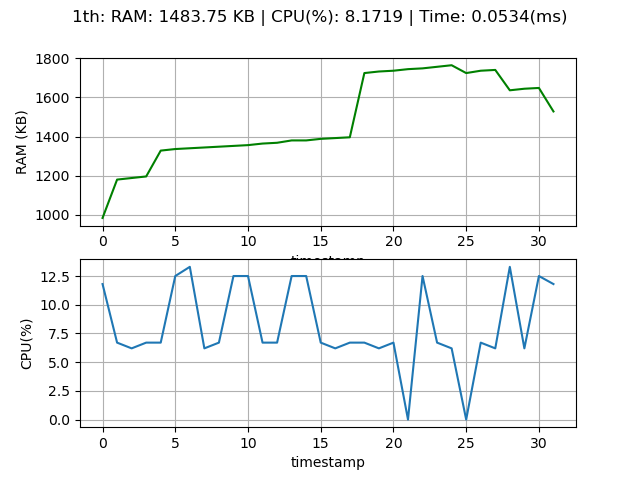 1th: RAM: 1483.75 KB | CPU(%): 8.1719 | Time: 0.0534(ms)
1800
1600
1400
1200
1000
RAM (KB)
0 5 10 15 20 25 30
timestamp
12.5
10.0
7.5
5.0
2.5
0.0
CPU(%)
0 5 10 15 20 25 30
timestamp